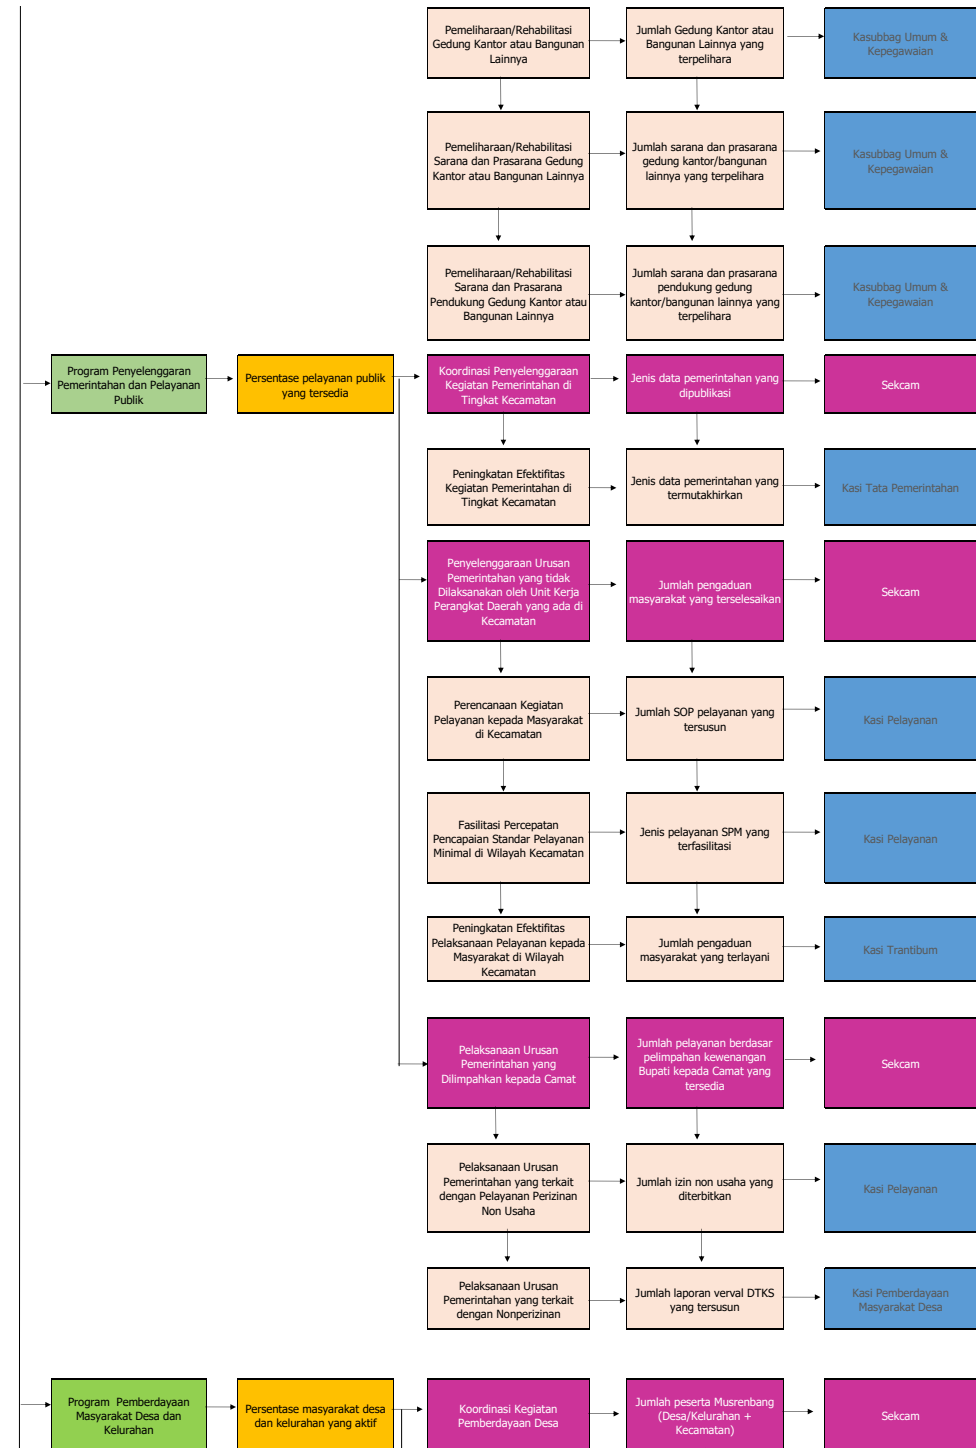 Pemeliharaan/Rehabilitasi
Gedung Kantor atau Bangunan
Lainnya
Jumlah Gedung Kantor atau
Bangunan Lainnya yang
terpelihara
Kasubbag Umum &
Kepegawaian
Pemeliharaan/Rehabilitasi
Sarana dan Prasarana Gedung
Kantor atau Bangunan Lainnya
Jumlah sarana dan prasarana
gedung kantor/bangunan
lainnya yang terpelihara
Kasubbag Umum &
Kepegawaian
Pemeliharaan/Rehabilitasi
Sarana dan Prasarana
Pendukung Gedung Kantor atau
Bangunan Lainnya
Jumlah sarana dan prasarana
pendukung gedung
kantor/bangunan lainnya yang
terpelihara
Kasubbag Umum &
Kepegawaian
Program Penyelenggaran
Pemerintahan dan Pelayanan
Publik
Persentase pelayanan publik
yang tersedia
Koordinasi Penyelenggaraan
Kegiatan Pemerintahan di
Tingkat Kecamatan
Jenis data pemerintahan yang
dipublikasi
Sekcam
Peningkatan Efektifitas
Kegiatan Pemerintahan di
Tingkat Kecamatan
Jenis data pemerintahan yang
termutakhirkan
Kasi Tata Pemerintahan
Penyelenggaraan Urusan
Pemerintahan yang tidak
Dilaksanakan oleh Unit Kerja
Perangkat Daerah yang ada di
Kecamatan
Jumlah pengaduan
masyarakat yang terselesaikan
Sekcam
Perencanaan Kegiatan
Pelayanan kepada Masyarakat
di Kecamatan
Jumlah SOP pelayanan yang
tersusun
Kasi Pelayanan
Fasilitasi Percepatan
Pencapaian Standar Pelayanan
Minimal di Wilayah Kecamatan
Jenis pelayanan SPM yang
terfasilitasi
Kasi Pelayanan
Peningkatan Efektifitas
Pelaksanaan Pelayanan kepada
Masyarakat di Wilayah
Kecamatan
Jumlah pengaduan
masyarakat yang terlayani
Kasi Trantibum
Pelaksanaan Urusan
Pemerintahan yang
Dilimpahkan kepada Camat
Jumlah pelayanan berdasar
pelimpahan kewenangan
Bupati kepada Camat yang
tersedia
Sekcam
Pelaksanaan Urusan
Pemerintahan yang terkait
dengan Pelayanan Perizinan
Non Usaha
Jumlah izin non usaha yang
diterbitkan
Kasi Pelayanan
Pelaksanaan Urusan
Pemerintahan yang terkait
dengan Nonperizinan
Jumlah laporan verval DTKS
yang tersusun
Kasi Pemberdayaan
Masyarakat Desa
Program  Pemberdayaan
Masyarakat Desa dan
Kelurahan
Persentase masyarakat desa
dan kelurahan yang aktif
Koordinasi Kegiatan
Pemberdayaan Desa
Jumlah peserta Musrenbang
(Desa/Kelurahan +
Kecamatan)
Sekcam